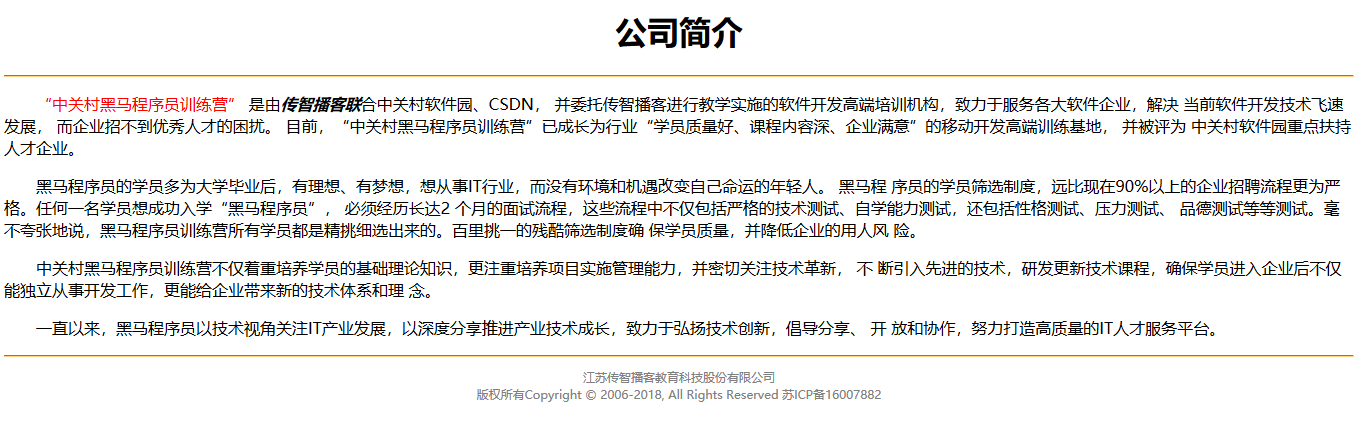 公司简介
“中关村黑马程序员训练营” 是由传智播客联合中关村软件园、CSDN， 并委托传智播客进行教学实施的软件开发高端培训机构，致力于服务各大软件企业，解决 当前软件开发技术飞速
发展， 而企业招不到优秀人才的困扰。 目前，“中关村黑马程序员训练营”已成长为行业“学员质量好、课程内容深、企业满意”的移动开发高端训练基地， 并被评为 中关村软件园重点扶持
人才企业。
黑马程序员的学员多为大学毕业后，有理想、有梦想，想从事IT行业，而没有环境和机遇改变自己命运的年轻人。 黑马程 序员的学员筛选制度，远比现在90%以上的企业招聘流程更为严
格。任何一名学员想成功入学“黑马程序员”， 必须经历长达2 个月的面试流程，这些流程中不仅包括严格的技术测试、自学能力测试，还包括性格测试、压力测试、 品德测试等等测试。毫
不夸张地说，黑马程序员训练营所有学员都是精挑细选出来的。百里挑一的残酷筛选制度确 保学员质量，并降低企业的用人风 险。
中关村黑马程序员训练营不仅着重培养学员的基础理论知识，更注重培养项目实施管理能力，并密切关注技术革新， 不 断引入先进的技术，研发更新技术课程，确保学员进入企业后不仅
能独立从事开发工作，更能给企业带来新的技术体系和理 念。
一直以来，黑马程序员以技术视角关注IT产业发展，以深度分享推进产业技术成长，致力于弘扬技术创新，倡导分享、 开 放和协作，努力打造高质量的IT人才服务平台。
江苏传智播客教育科技股份有限公司
版权所有Copyright © 2006-2018, All Rights Reserved 苏ICP备16007882